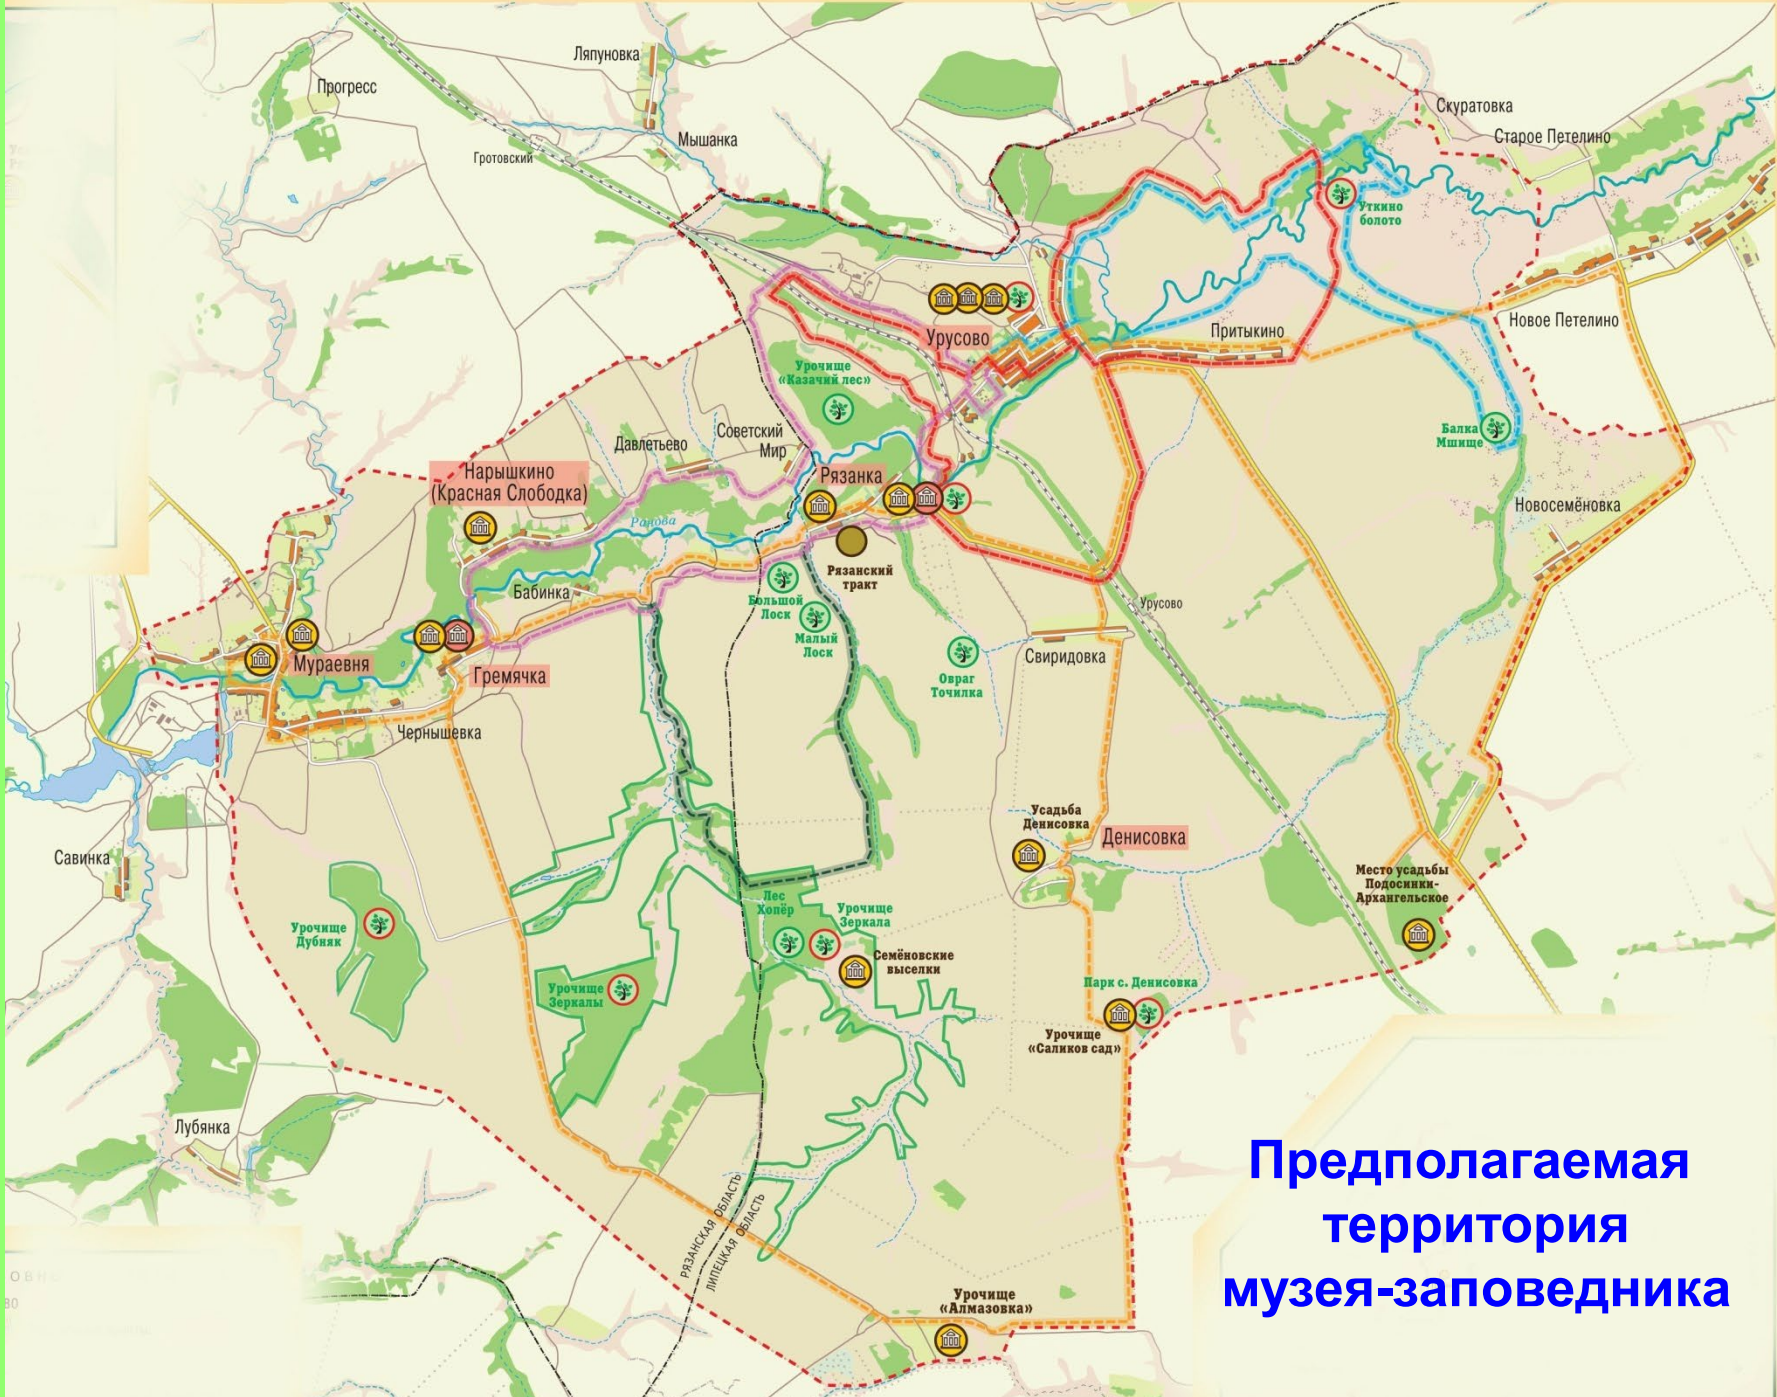 Ляпуновка
Прогресс
Мышанка
Гротовский
Скуратовка
Старое Петелино
Уткино
болото
Новое Петелино
Притыкино
Урусово
Урочище
«Казачий лес»
Балка
Мшище
Советский
Мир
Давлетьево
Нарышкино
(Красная Слободка)
Рязанка
Новосемёновка
Ранова
Рязанский
тракт
Бабинка
Большой
Лоск
Малый
Лоск
Урусово
Мураевня
Гремячка
Свиридовка
Овраг
Точилка
Чернышевка
Усадьба
Денисовка
Денисовка
Савинка
Место усадьбы
Подосинки-
Архангельское
Лес
Хопёр
Урочище
Зеркала
Урочище
Дубняк
Семёновские
выселки
Урочище
Зеркалы
Парк с. Денисовка
Урочище
«Саликов сад»
Лубянка
РЯЗАНСКАЯ ОБЛАСТЬ
ЛИПЕЦКАЯ ОБЛАСТЬ
Предполагаемая
территория
музея-заповедника
Урочище
«Алмазовка»